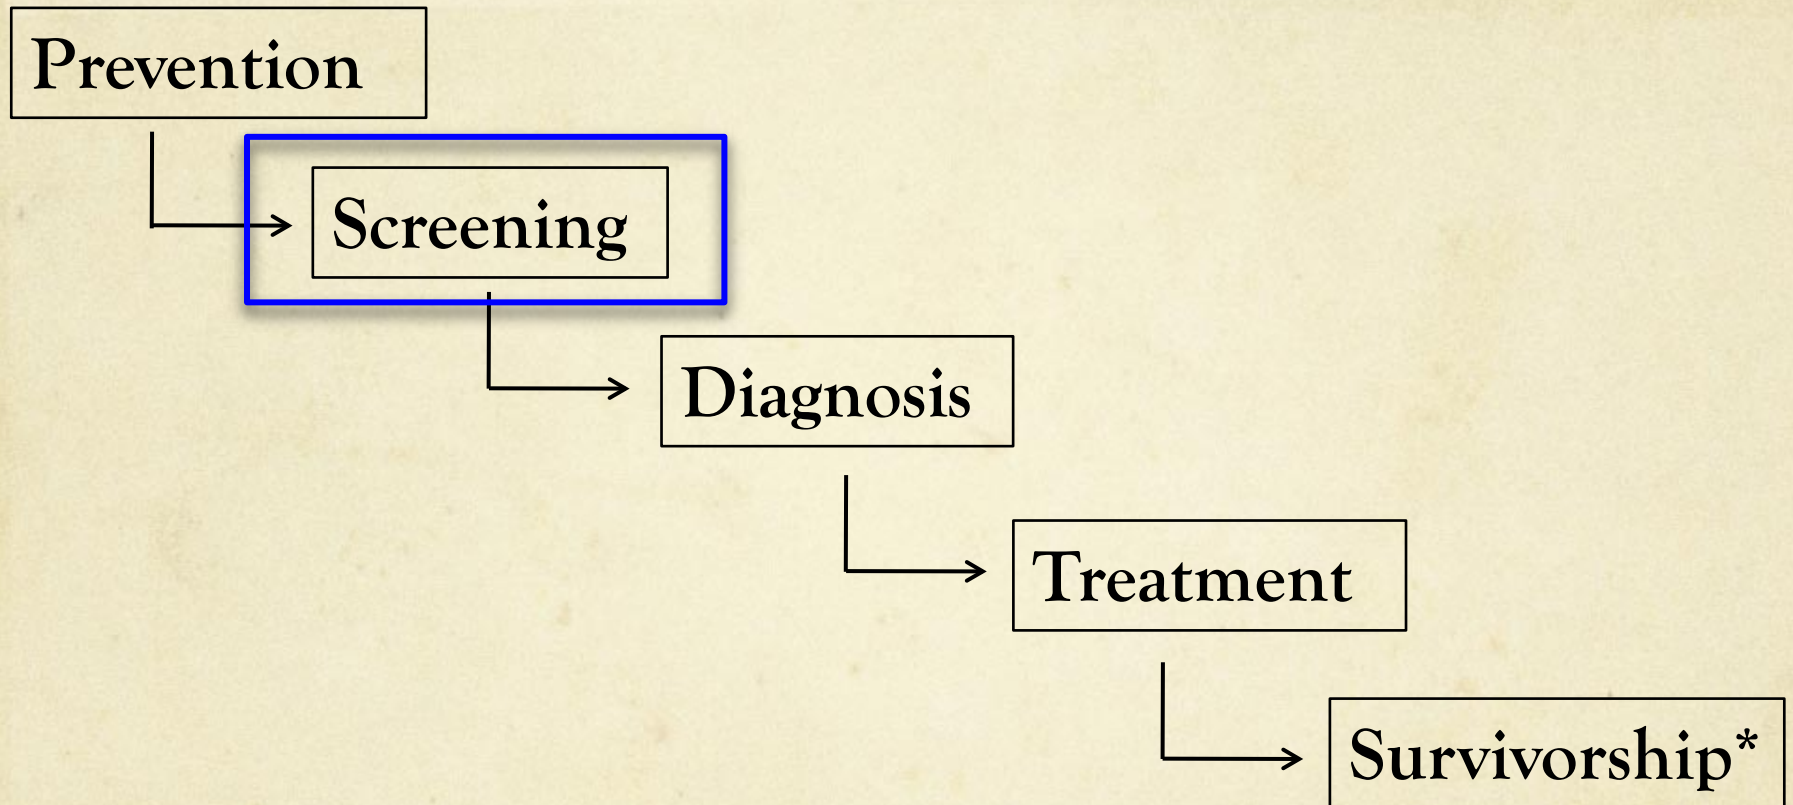 Prevention
Screening
Diagnosis
Treatment
Survivorship*